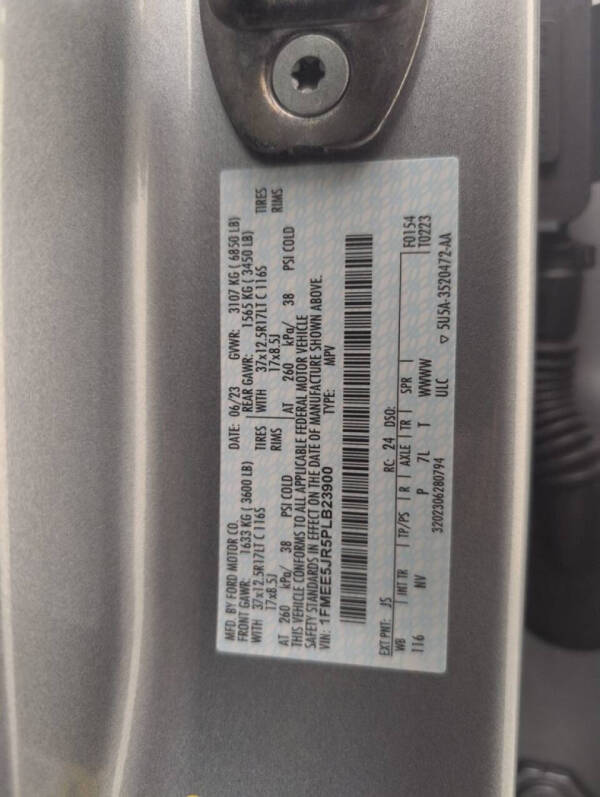 MFD. BY FORD MOTOR CO. DATE: 06/23 GVWR: 3107 KG ( 6850 LB)
FRONT GAWR: 1633 KG ( 3600 LB) REAR GAWR: 1565 KG ( 3450 LB)
WITH 37x12.5R17LT C 116S TIRES WITH 37x12.5R17LT C 116S TIRES
17x8.5J RIMS 17x8.5J RIMS
AT 260 kPa/ 38 PSI COLD AT 260 kPa/ 38 PSI COLD
THIS VEHICLE CONFORMS TO ALL APPLICABLE FEDERAL MOTOR VEHICLE
SAFETY STANDARDS IN EFFECT ON THE DATE OF MANUFACTURE SHOWN ABOVE.
VIN: 1FMEE5JR5PLB23900 TYPE: MPV
EXT PNT: JS RC: 24 DSO: F0154
WB INT TR TP/PS R AXLE TR SPR T0223
116 NV P 7L T WWWW
3202306280794 ULC ▽ 5U5A-3520472-AA